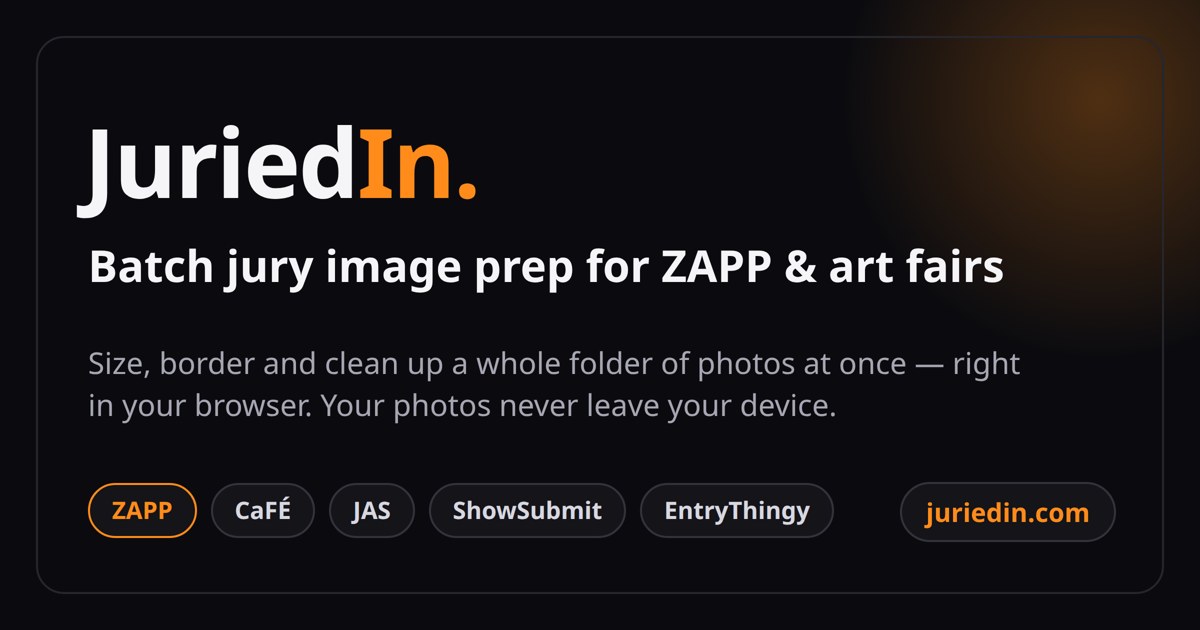 JuriedIn.
Batch jury image prep for ZAPP & art fairs
Size, border and clean up a whole folder of photos at once — right
in your browser. Your photos never leave your device.
ZAPP CaFÉ JAS ShowSubmit EntryThingy juriedin.com